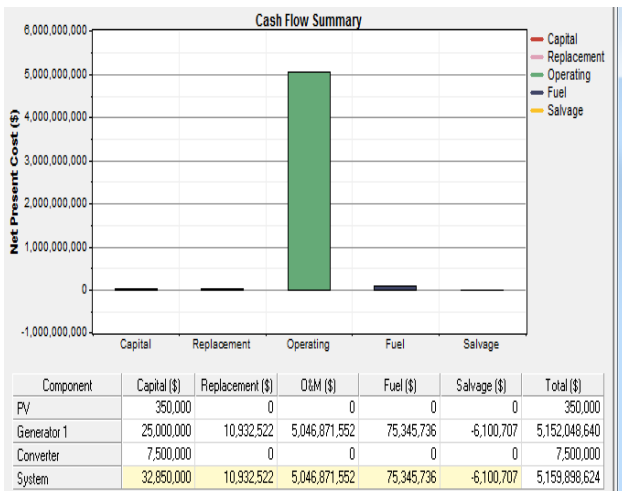 Cash Flow Summary
6,000,000,000
5,000,000,000
4,000,000,000
3,000,000,000
2,000,000,000
1,000,000,000
0
-1,000,000,000
Net Present Cost ($)
Capital
Replacement
Operating
Fuel
Salvage
Capital Replacement Operating Fuel Salvage
Component Capital ($) Replacement ($) O&M ($) Fuel ($) Salvage ($) Total ($)
PV 350,000 0 0 0 0 350,000
Generator 1 25,000,000 10,932,522 5,046,871,552 75,345,736 -6,100,707 5,152,048,640
Converter 7,500,000 0 0 0 0 7,500,000
System 32,850,000 10,932,522 5,046,871,552 75,345,736 -6,100,707 5,159,898,624